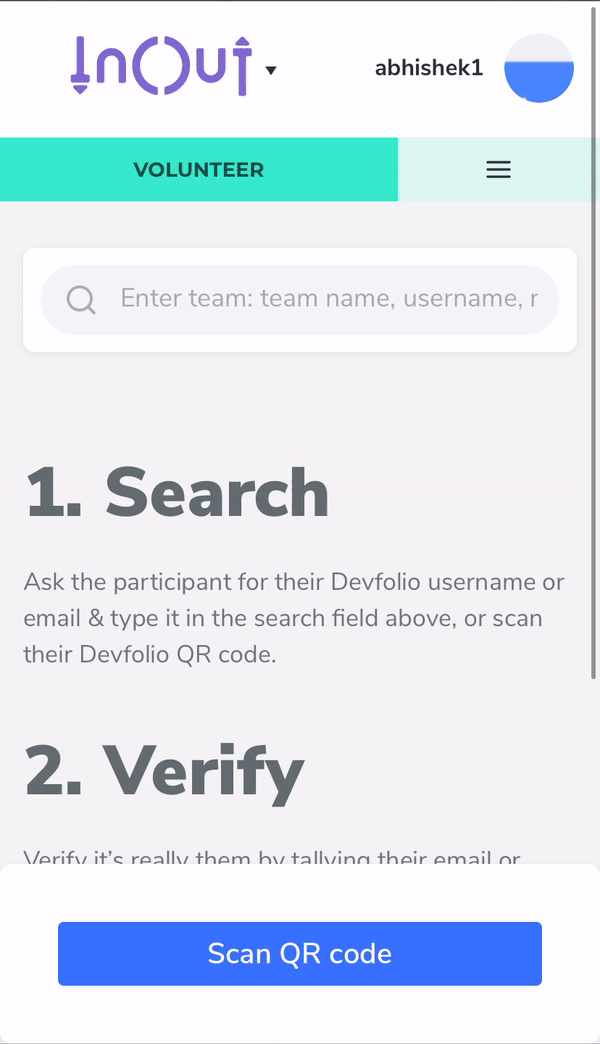 InOut
abhishek1
VOLUNTEER
Enter team: team name, username, r
1. Search
Ask the participant for their Devfolio username or
email & type it in the search field above, or scan
their Devfolio QR code.
2. Verify
Verify it’s really them by tallying their email or
Scan QR code